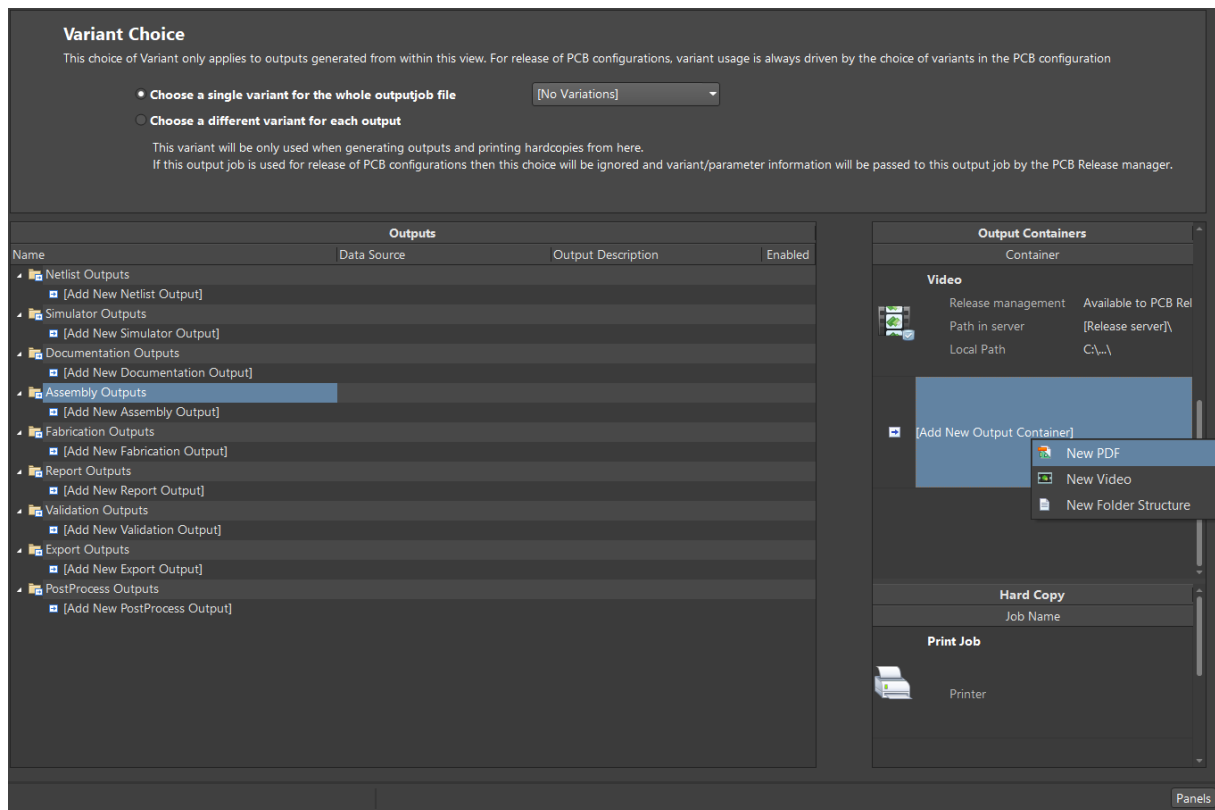 Variant Choice
This choice of Variant only applies to outputs generated from within this view. For release of PCB configurations, variant usage is always driven by the choice of variants in the PCB configuration
Choose a single variant for the whole outputjob file
[No Variations]
Choose a different variant for each output
This variant will be only used when generating outputs and printing hardcopies from here.
If this output job is used for release of PCB configurations then this choice will be ignored and variant/parameter information will be passed to this output job by the PCB Release manager.
Outputs
Name Data Source Output Description Enabled
Netlist Outputs
[Add New Netlist Output]
Simulator Outputs
[Add New Simulator Output]
Documentation Outputs
[Add New Documentation Output]
Assembly Outputs
[Add New Assembly Output]
Fabrication Outputs
[Add New Fabrication Output]
Report Outputs
[Add New Report Output]
Validation Outputs
[Add New Validation Output]
Export Outputs
[Add New Export Output]
PostProcess Outputs
[Add New PostProcess Output]
Output Containers
Container
Video
Release management Available to PCB Rel
Path in server [Release server]\
Local Path C:\...\
[Add New Output Container]
New PDF
New Video
New Folder Structure
Hard Copy
Job Name
Print Job
Printer
Panels